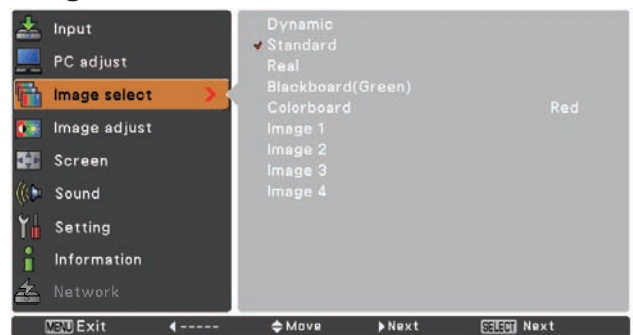 Input
PC adjust
Image select
Image adjust
Screen
Sound
Setting
Information
Network
Dynamic
Standard
Real
Blackboard(Green)
Colorboard Red
Image 1
Image 2
Image 3
Image 4
MENU Exit ----- Move Next SELECT Next